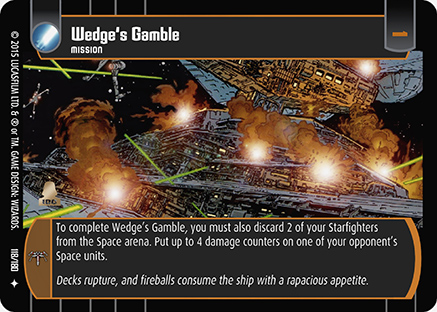 Wedge's Gamble
MISSION
To complete Wedge's Gamble, you must also discard 2 of your Starfighters
from the Space arena. Put up to 4 damage counters on one of your opponent's
Space units.
Decks rupture, and fireballs consume the ship with a rapacious appetite.
© 2015 LUCASFILM LTD. & ® or TM. GAME DESIGN: WIZARDS.
118/180